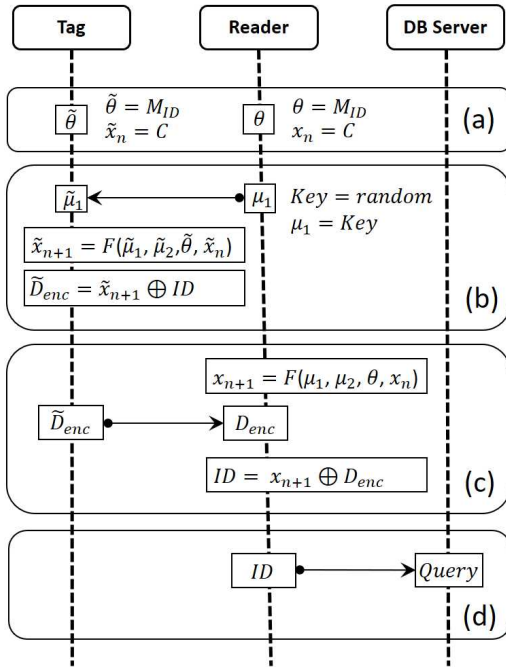 Tag Reader DB Server
θ̃ θ̃ = M_ID θ θ = M_ID
x̃_n = C x_n = C
(a)
μ̃_1 μ_1 Key = random
μ_1 = Key
x̃_{n+1} = F(μ̃_1, μ̃_2, θ̃, x̃_n)
D̃_enc = x̃_{n+1} ⊕ ID
(b)
x_{n+1} = F(μ_1, μ_2, θ, x_n)
D̃_enc D_enc
ID = x_{n+1} ⊕ D_enc
(c)
ID Query
(d)